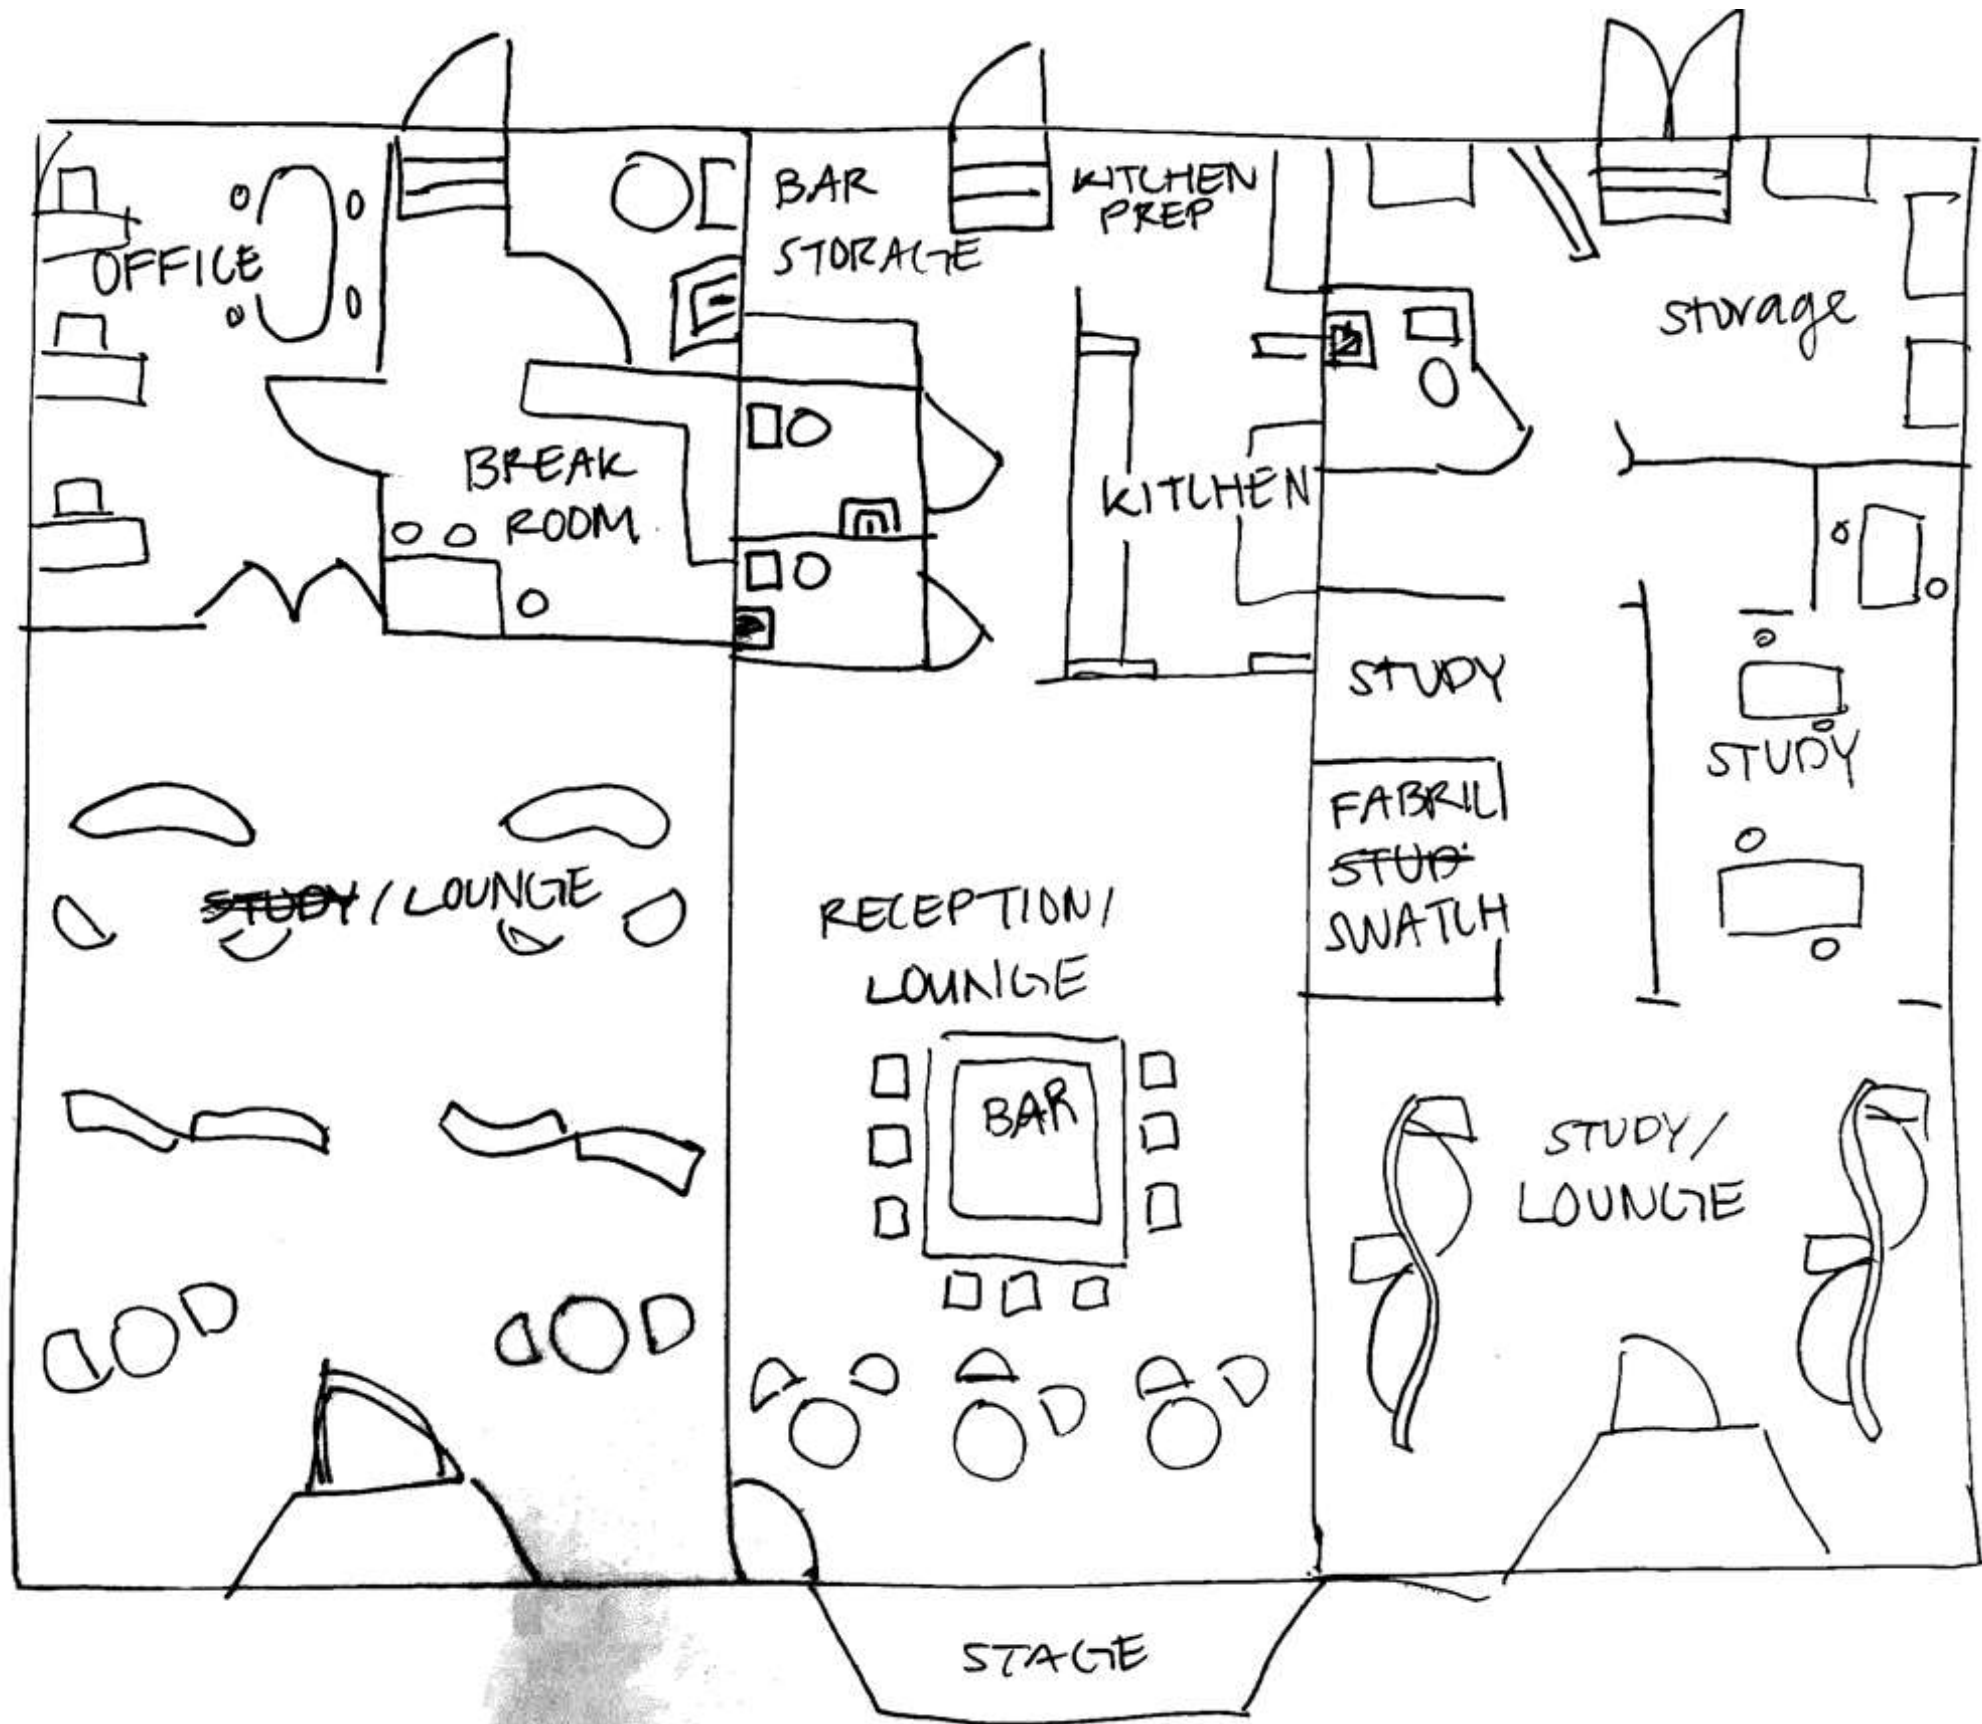 OFFICE
BAR
STORAGE
KITCHEN
PREP
storage
BREAK
ROOM
KITCHEN
STUDY
STUDY
FABRIC
STUD
SWATCH
STUDY / LOUNGE
RECEPTION/
LOUNGE
BAR
STUDY/
LOUNGE
STAGE